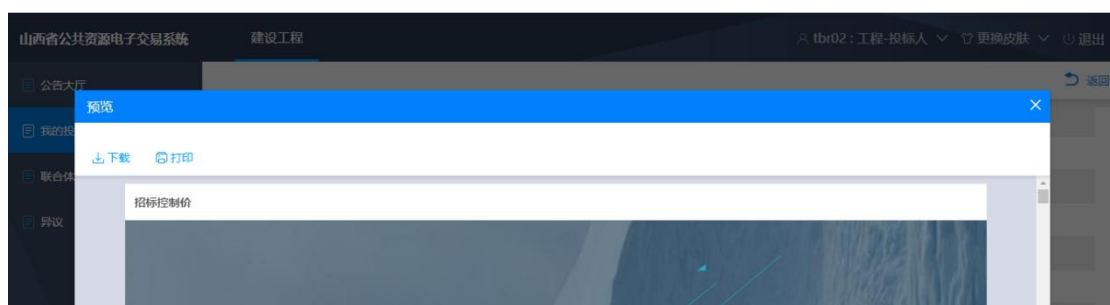 山西省公共资源电子交易系统 建设工程 tbr02 : 工程-投标人 更换皮肤 退出
公告大厅 返回
预览
我的投
下载 打印
联合体
招标控制价
异议